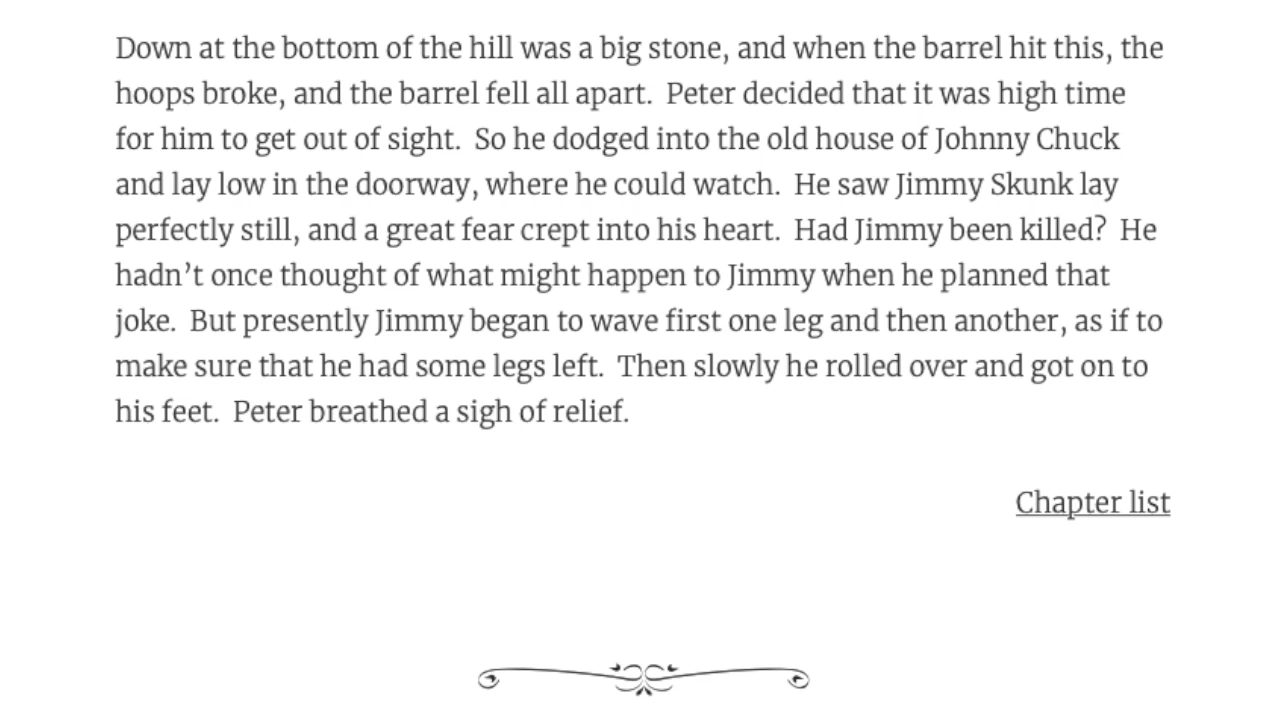 Down at the bottom of the hill was a big stone, and when the barrel hit this, the
hoops broke, and the barrel fell all apart.  Peter decided that it was high time
for him to get out of sight.  So he dodged into the old house of Johnny Chuck
and lay low in the doorway, where he could watch.  He saw Jimmy Skunk lay
perfectly still, and a great fear crept into his heart.  Had Jimmy been killed?  He
hadn’t once thought of what might happen to Jimmy when he planned that
joke.  But presently Jimmy began to wave first one leg and then another, as if to
make sure that he had some legs left.  Then slowly he rolled over and got on to
his feet.  Peter breathed a sigh of relief.
Chapter list